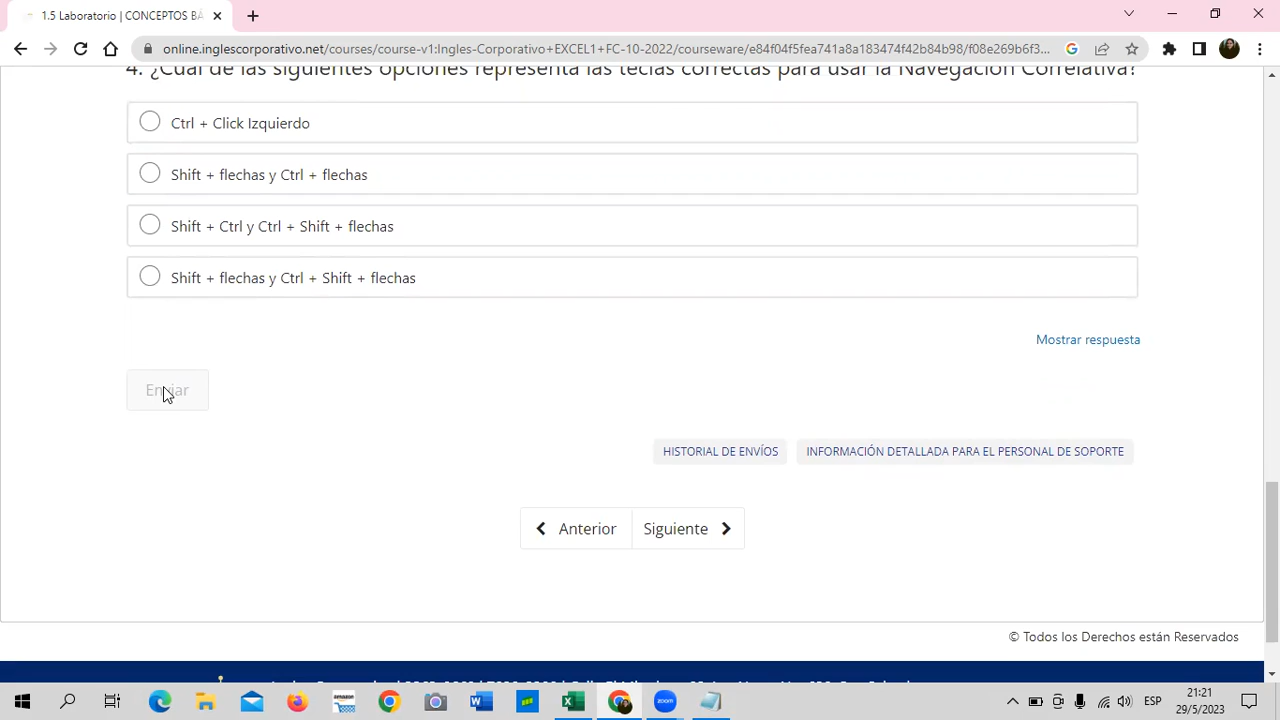 1.5 Laboratorio | CONCEPTOS BÁ
online.inglescorporativo.net/courses/course-v1:Ingles-Corporativo+EXCEL1+FC-10-2022/courseware/e84f04f5fea741a8a183474f42b84b98/f08e269b6f3...
4. ¿Cuál de las siguientes opciones representa las teclas correctas para usar la Navegación Correlativa?
Ctrl + Click Izquierdo
Shift + flechas y Ctrl + flechas
Shift + Ctrl y Ctrl + Shift + flechas
Shift + flechas y Ctrl + Shift + flechas
Mostrar respuesta
Enviar
HISTORIAL DE ENVÍOS
INFORMACIÓN DETALLADA PARA EL PERSONAL DE SOPORTE
Anterior
Siguiente
© Todos los Derechos están Reservados
amazon
zoom
ESP
21:21
29/5/2023